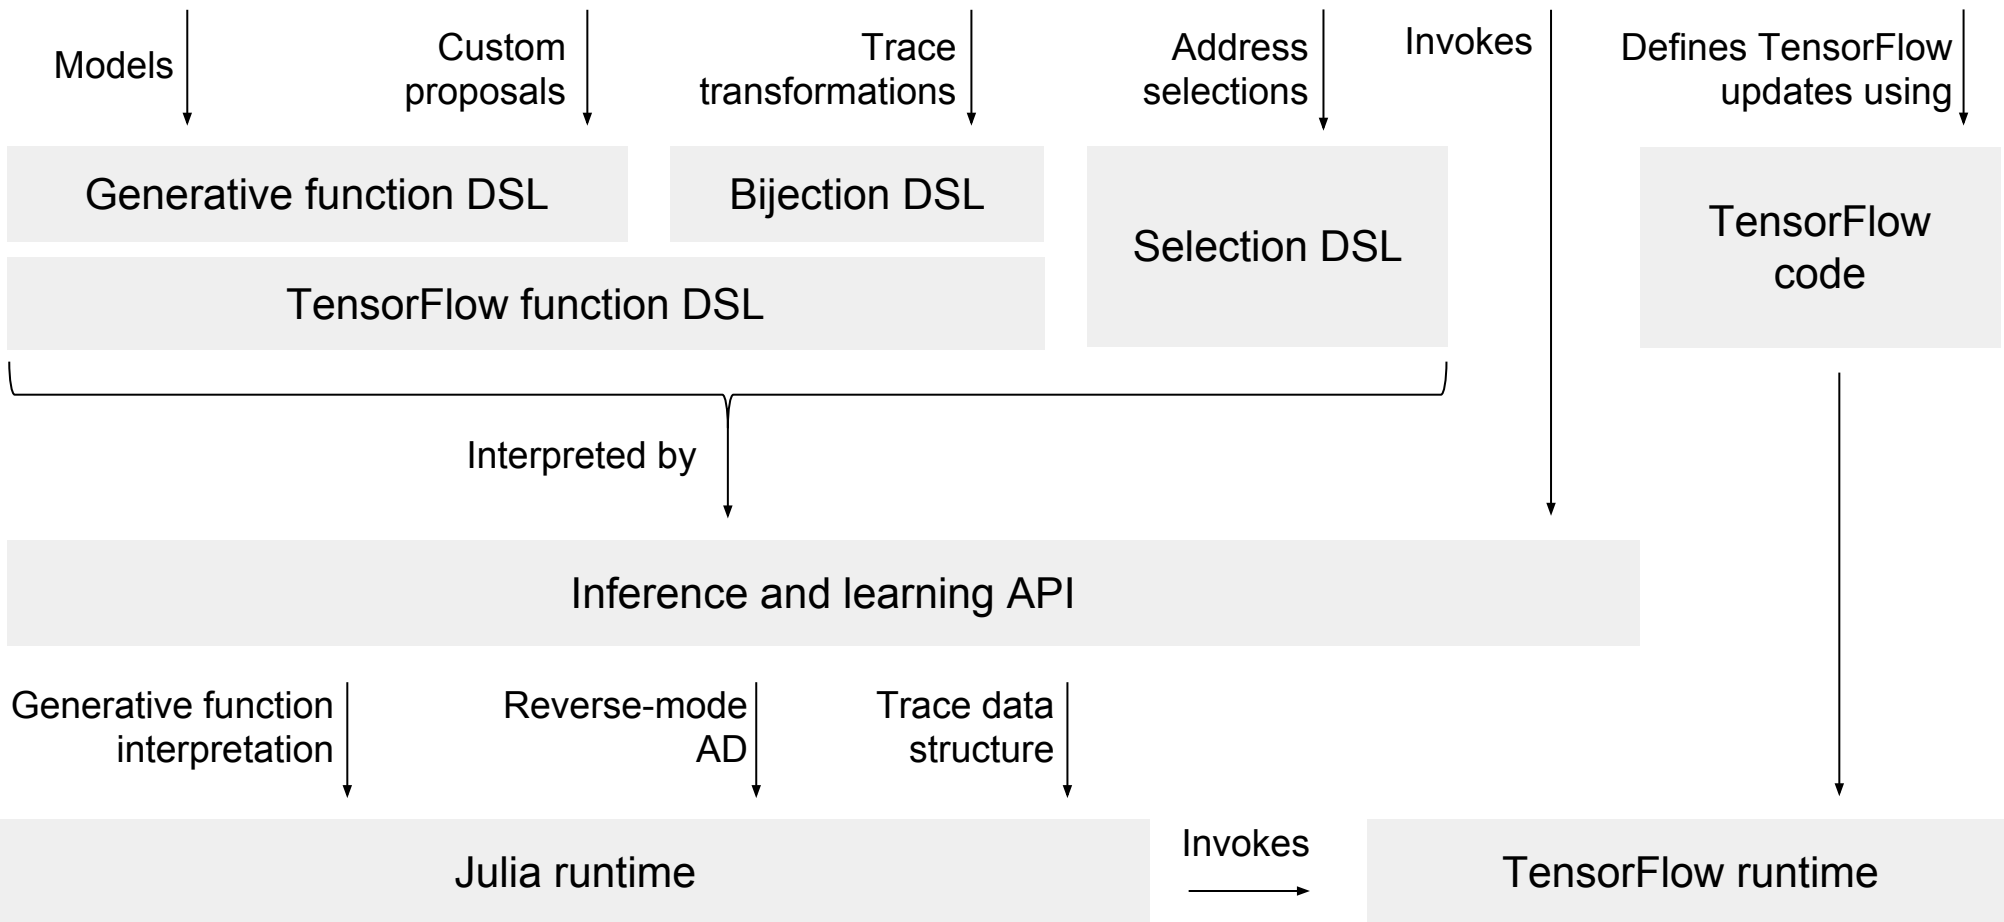 Models
Custom
proposals
Trace
transformations
Address
selections
Invokes
Defines TensorFlow
updates using
Generative function DSL
Bijection DSL
Selection DSL
TensorFlow
code
TensorFlow function DSL
Interpreted by
Inference and learning API
Generative function
interpretation
Reverse-mode
AD
Trace data
structure
Julia runtime
Invokes
TensorFlow runtime